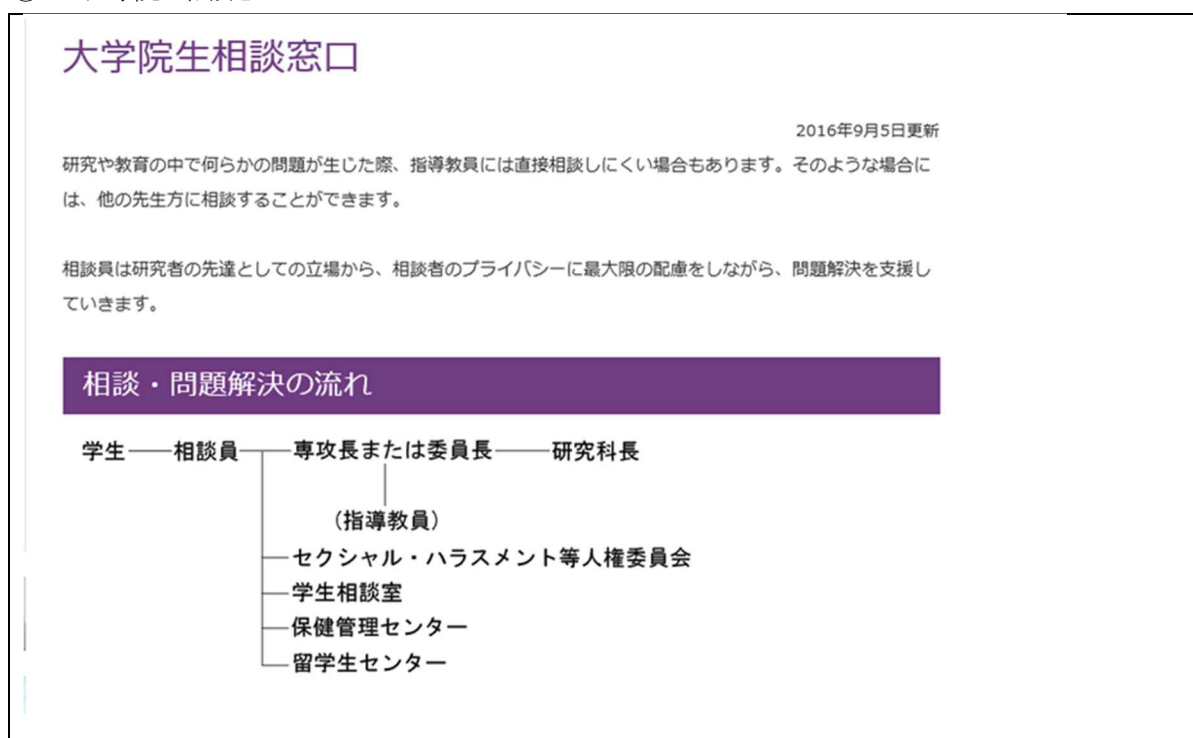 大学院生相談窓口
2016年9月5日更新
研究や教育の中で何らかの問題が生じた際、指導教員には直接相談しにくい場合もあります。そのような場合に
は、他の先生方に相談することができます。
相談員は研究者の先達としての立場から、相談者のプライバシーに最大限の配慮をしながら、問題解決を支援し
ていきます。
相談・問題解決の流れ
学生 相談員 専攻長または委員長 研究科長
（指導教員）
セクシャル・ハラスメント等人権委員会
学生相談室
保健管理センター
留学生センター